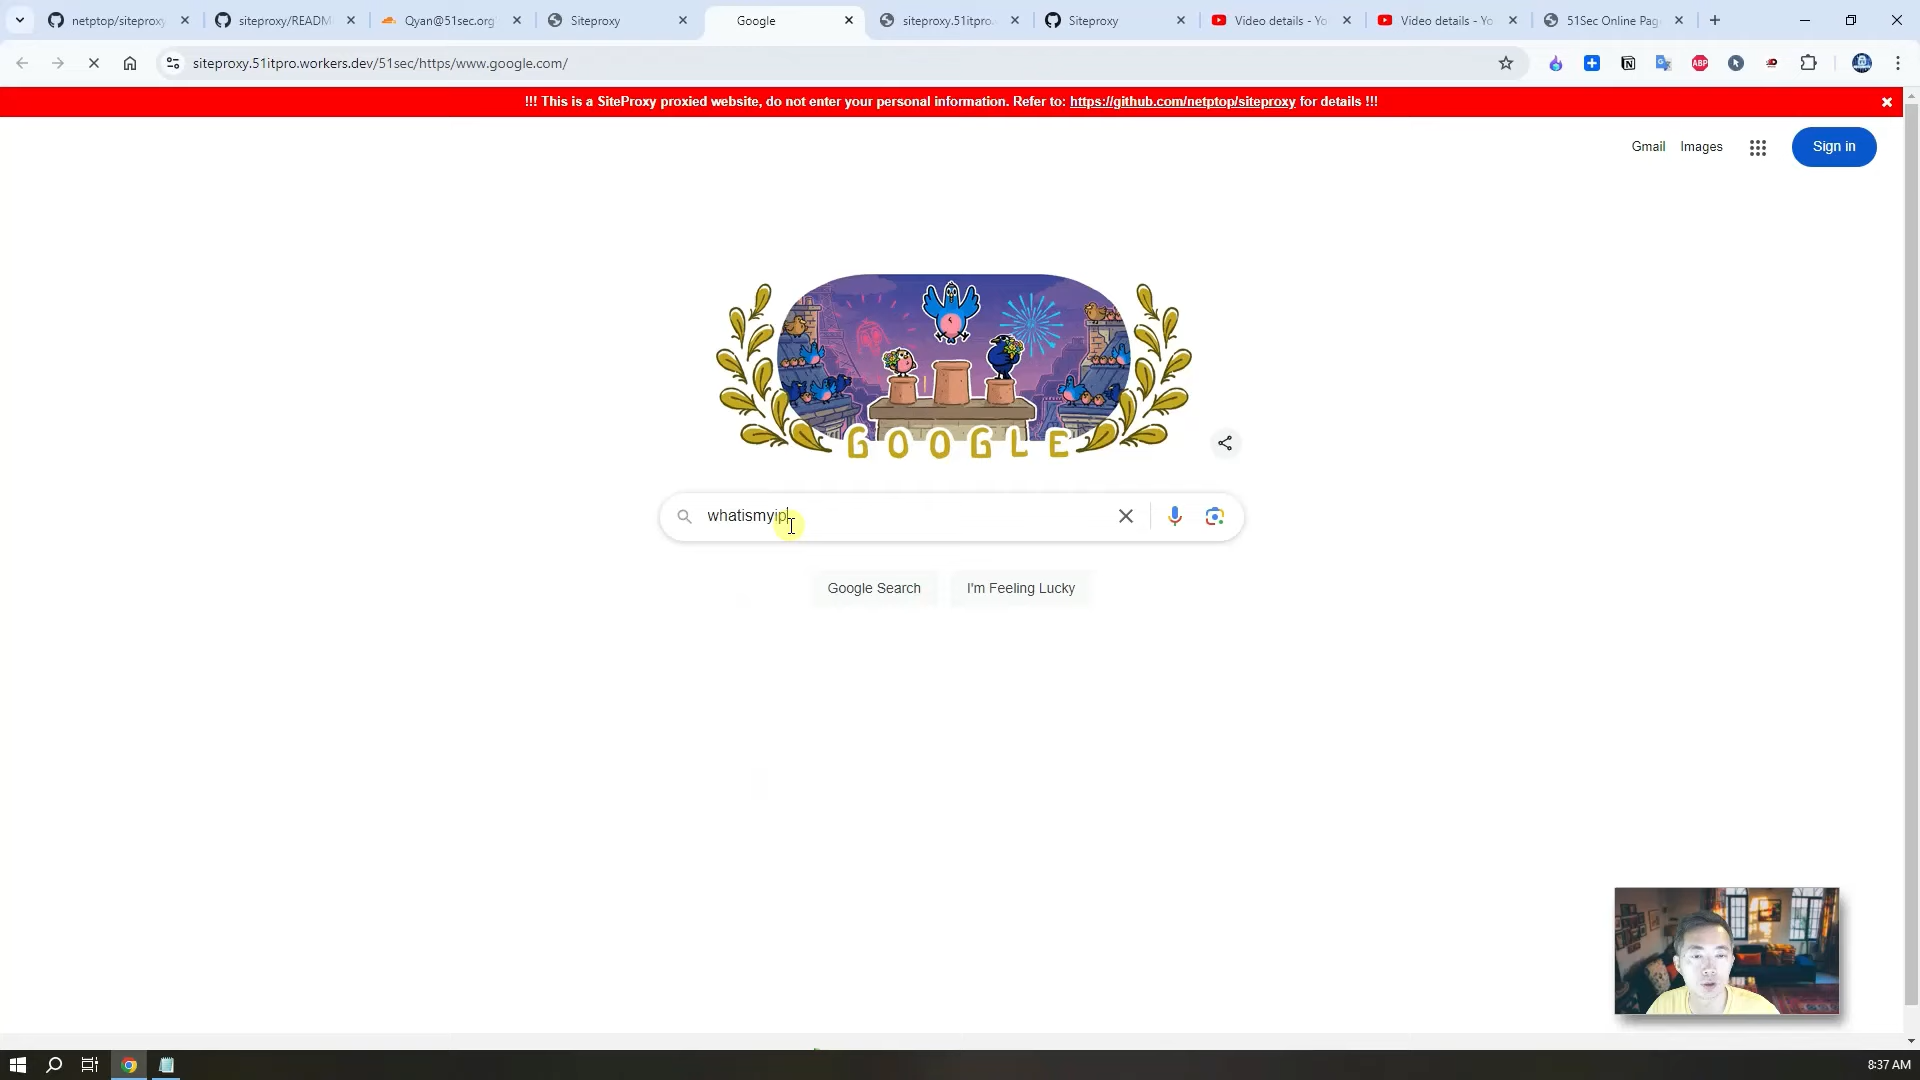 netptop/siteproxy
siteproxy/READM
Qyan@51sec.org
Siteproxy
Google
siteproxy.51itpro.
Siteproxy
Video details - Yo
Video details - Yo
51Sec Online Pag
siteproxy.51itpro.workers.dev/51sec/https/www.google.com/
ABP
!!! This is a SiteProxy proxied website, do not enter your personal information. Refer to: https://github.com/netptop/siteproxy for details !!!
Gmail
Images
Sign in
GOOGLE
whatismyip
Google Search
I'm Feeling Lucky
8:37 AM